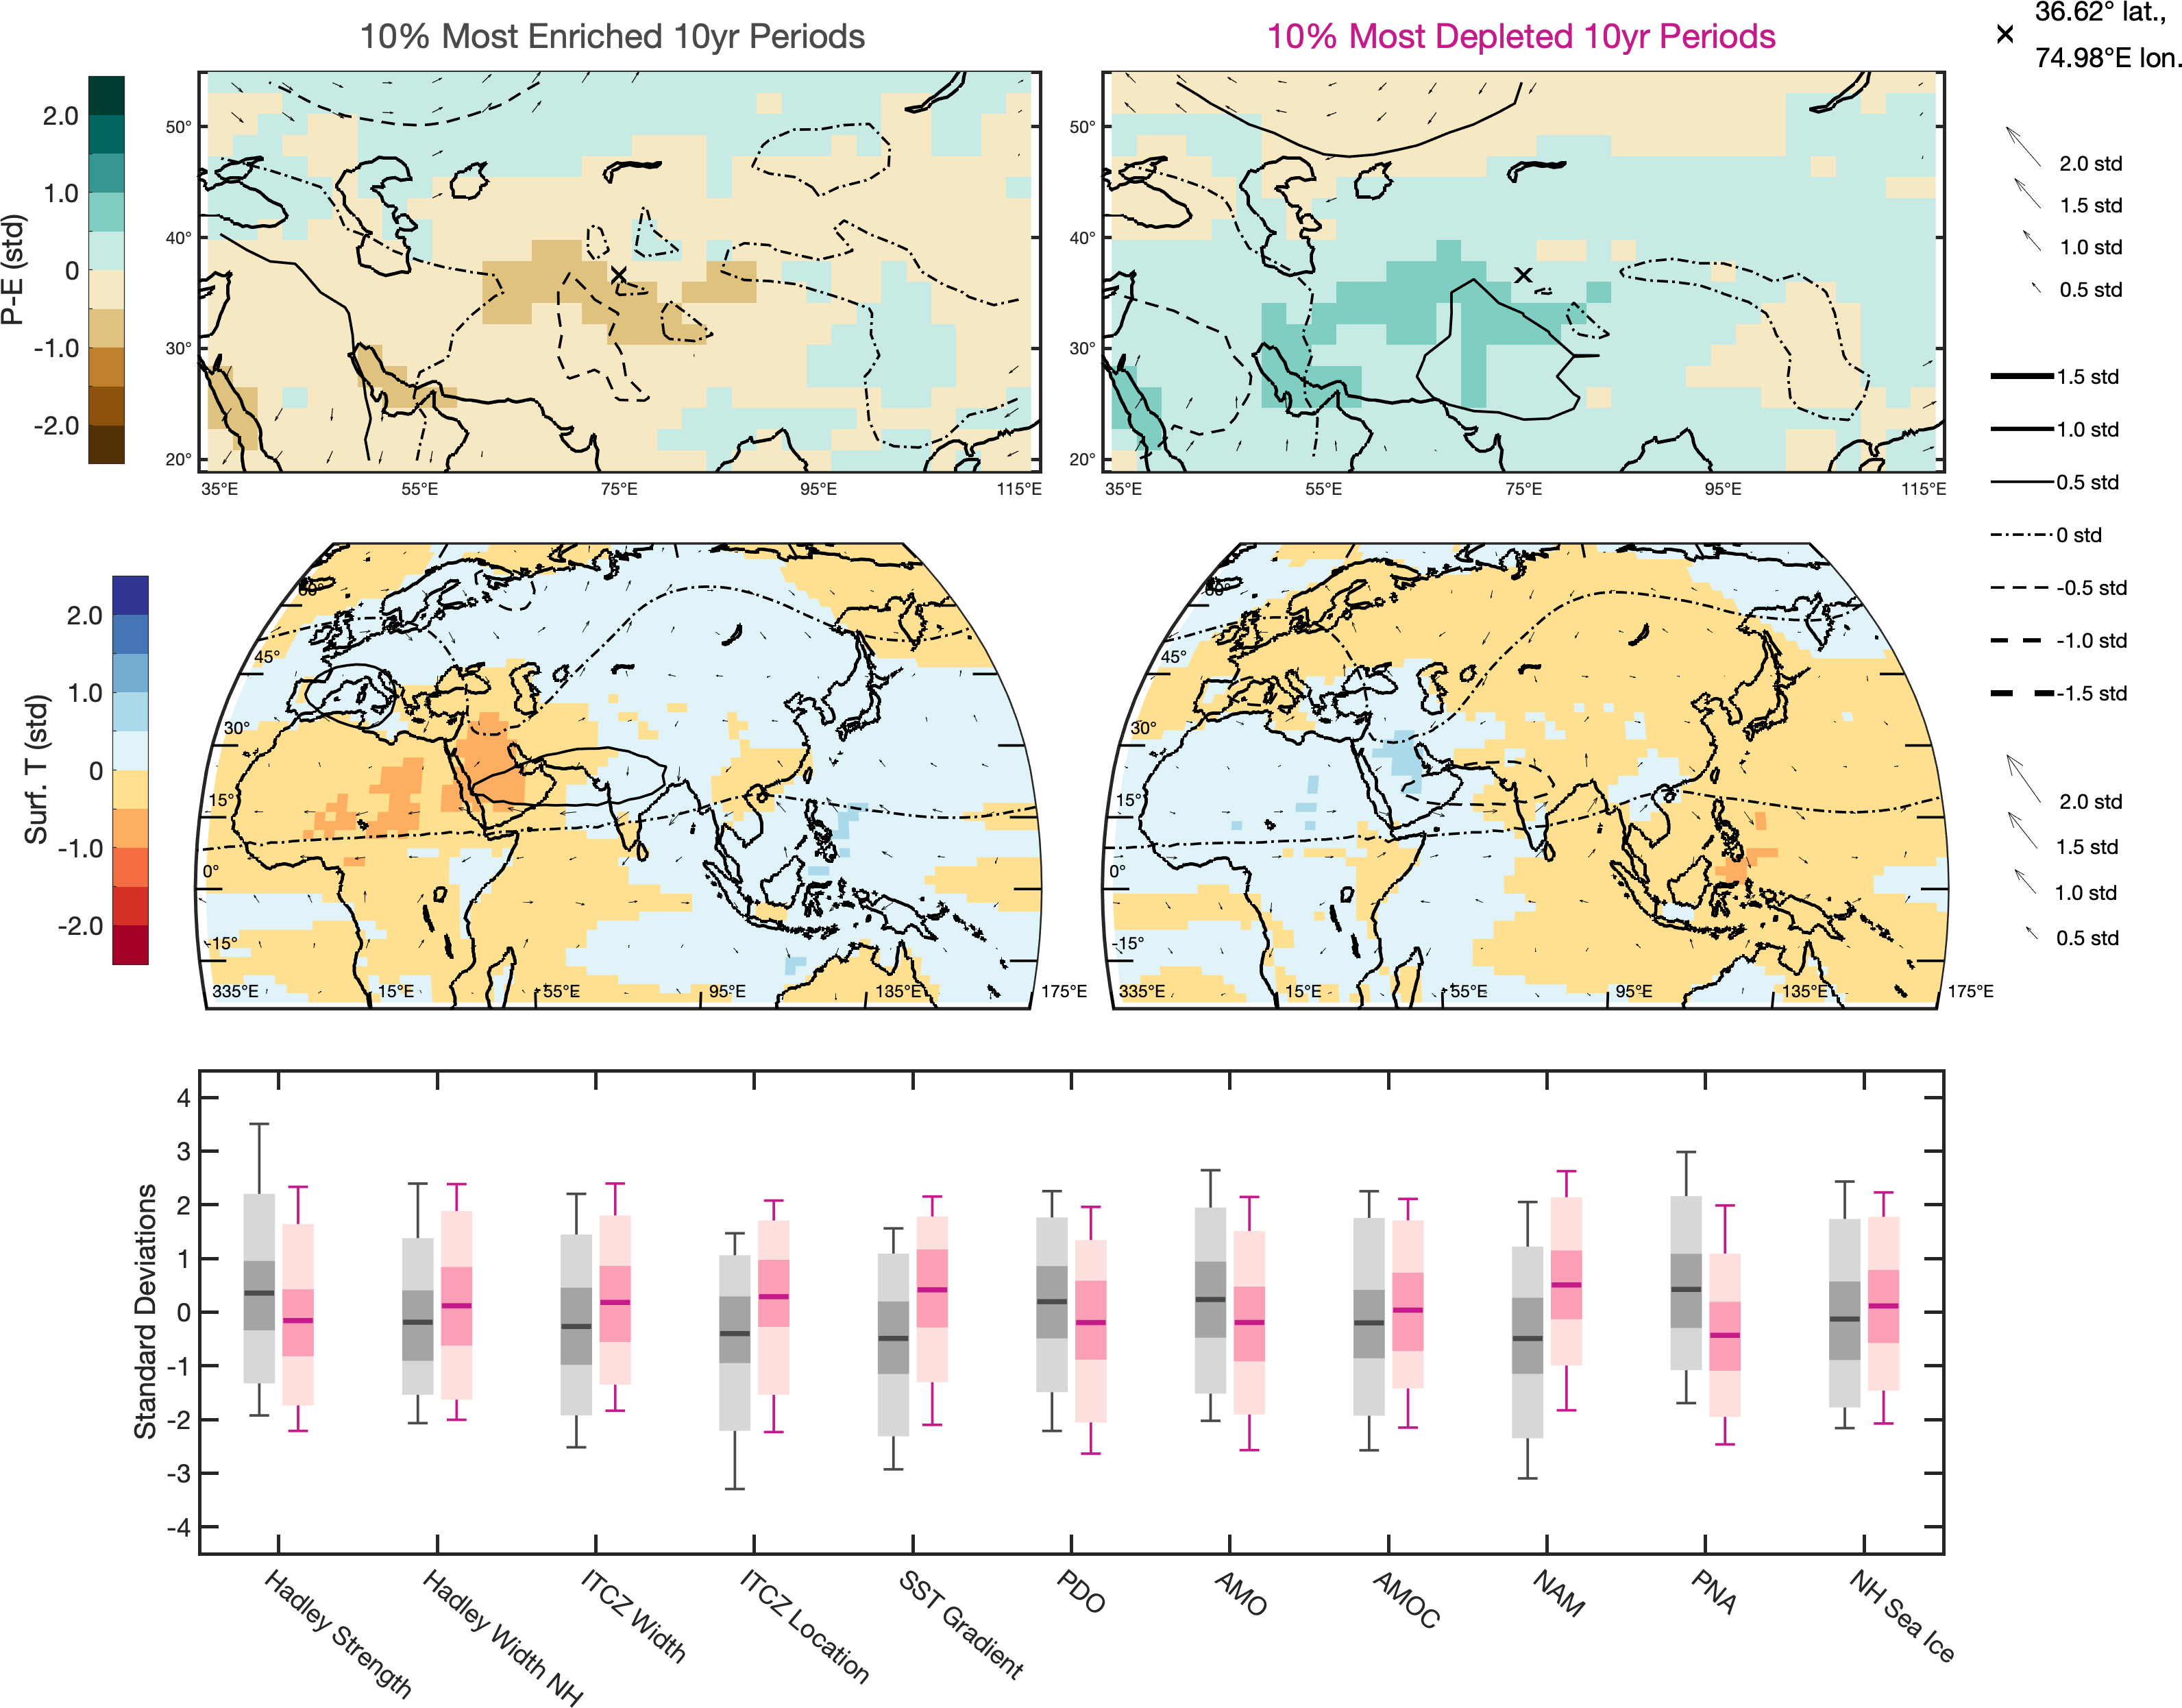 10% Most Enriched 10yr Periods
10% Most Depleted 10yr Periods
36.62° lat.,
74.98°E lon.
P-E (std)
2.0
1.0
0
-1.0
-2.0
50°
40°
30°
20°
35°E 55°E 75°E 95°E 115°E
50°
40°
30°
20°
35°E 55°E 75°E 95°E 115°E
2.0 std
1.5 std
1.0 std
0.5 std
1.5 std
1.0 std
0.5 std
0 std
-0.5 std
-1.0 std
-1.5 std
2.0 std
1.5 std
1.0 std
0.5 std
Surf. T (std)
2.0
1.0
0
-1.0
-2.0
60°
45°
30°
15°
0°
-15°
335°E 15°E 55°E 95°E 135°E 175°E
60°
45°
30°
15°
0°
-15°
335°E 15°E 55°E 95°E 135°E 175°E
Standard Deviations
4
3
2
1
0
-1
-2
-3
-4
Hadley Strength
Hadley Width NH
ITCZ Width
ITCZ Location
SST Gradient
PDO
AMO
AMOC
NAM
PNA
NH Sea Ice